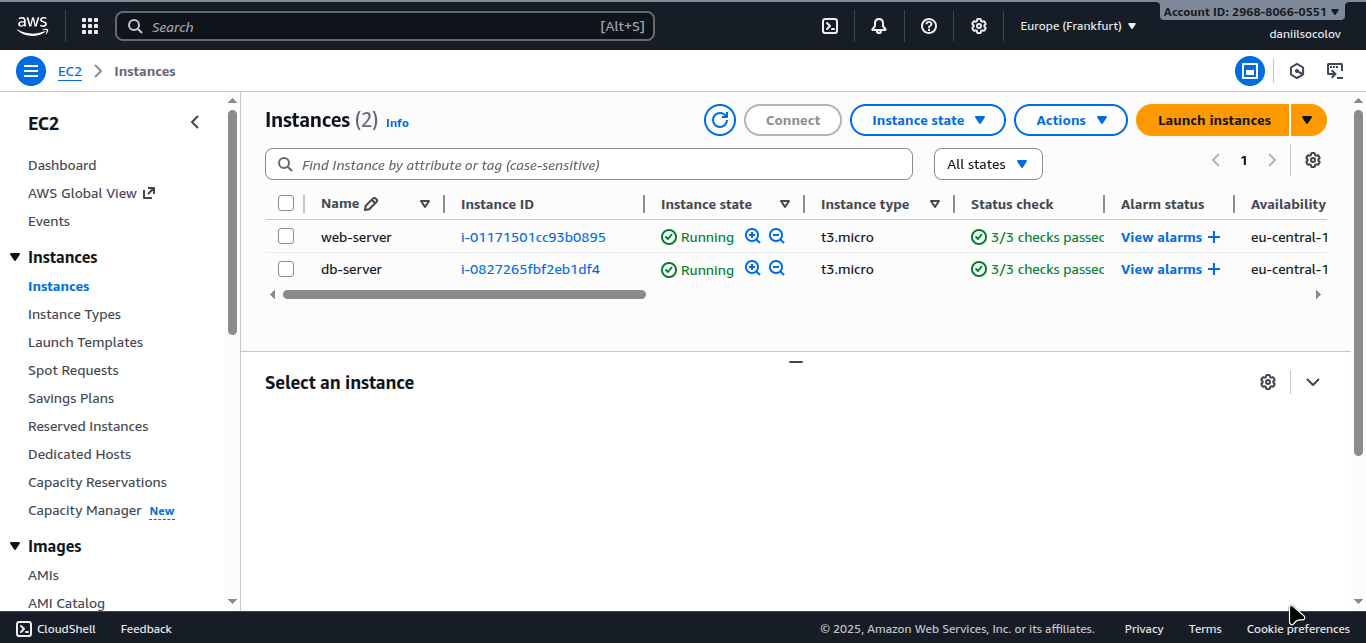 aws
Search [Alt+S]
Europe (Frankfurt)
Account ID: 2968-8066-0551
daniilsocolov
EC2 Instances
EC2
Dashboard
AWS Global View
Events
Instances
Instances
Instance Types
Launch Templates
Spot Requests
Savings Plans
Reserved Instances
Dedicated Hosts
Capacity Reservations
Capacity Manager New
Images
AMIs
AMI Catalog
Instances (2) Info
Connect
Instance state
Actions
Launch instances
Find Instance by attribute or tag (case-sensitive)
All states
1
Name Instance ID Instance state Instance type Status check Alarm status Availability
web-server i-01171501cc93b0895 Running t3.micro 3/3 checks passed View alarms + eu-central-1
db-server i-0827265fbf2eb1df4 Running t3.micro 3/3 checks passed View alarms + eu-central-1
Select an instance
CloudShell Feedback © 2025, Amazon Web Services, Inc. or its affiliates. Privacy Terms Cookie preferences